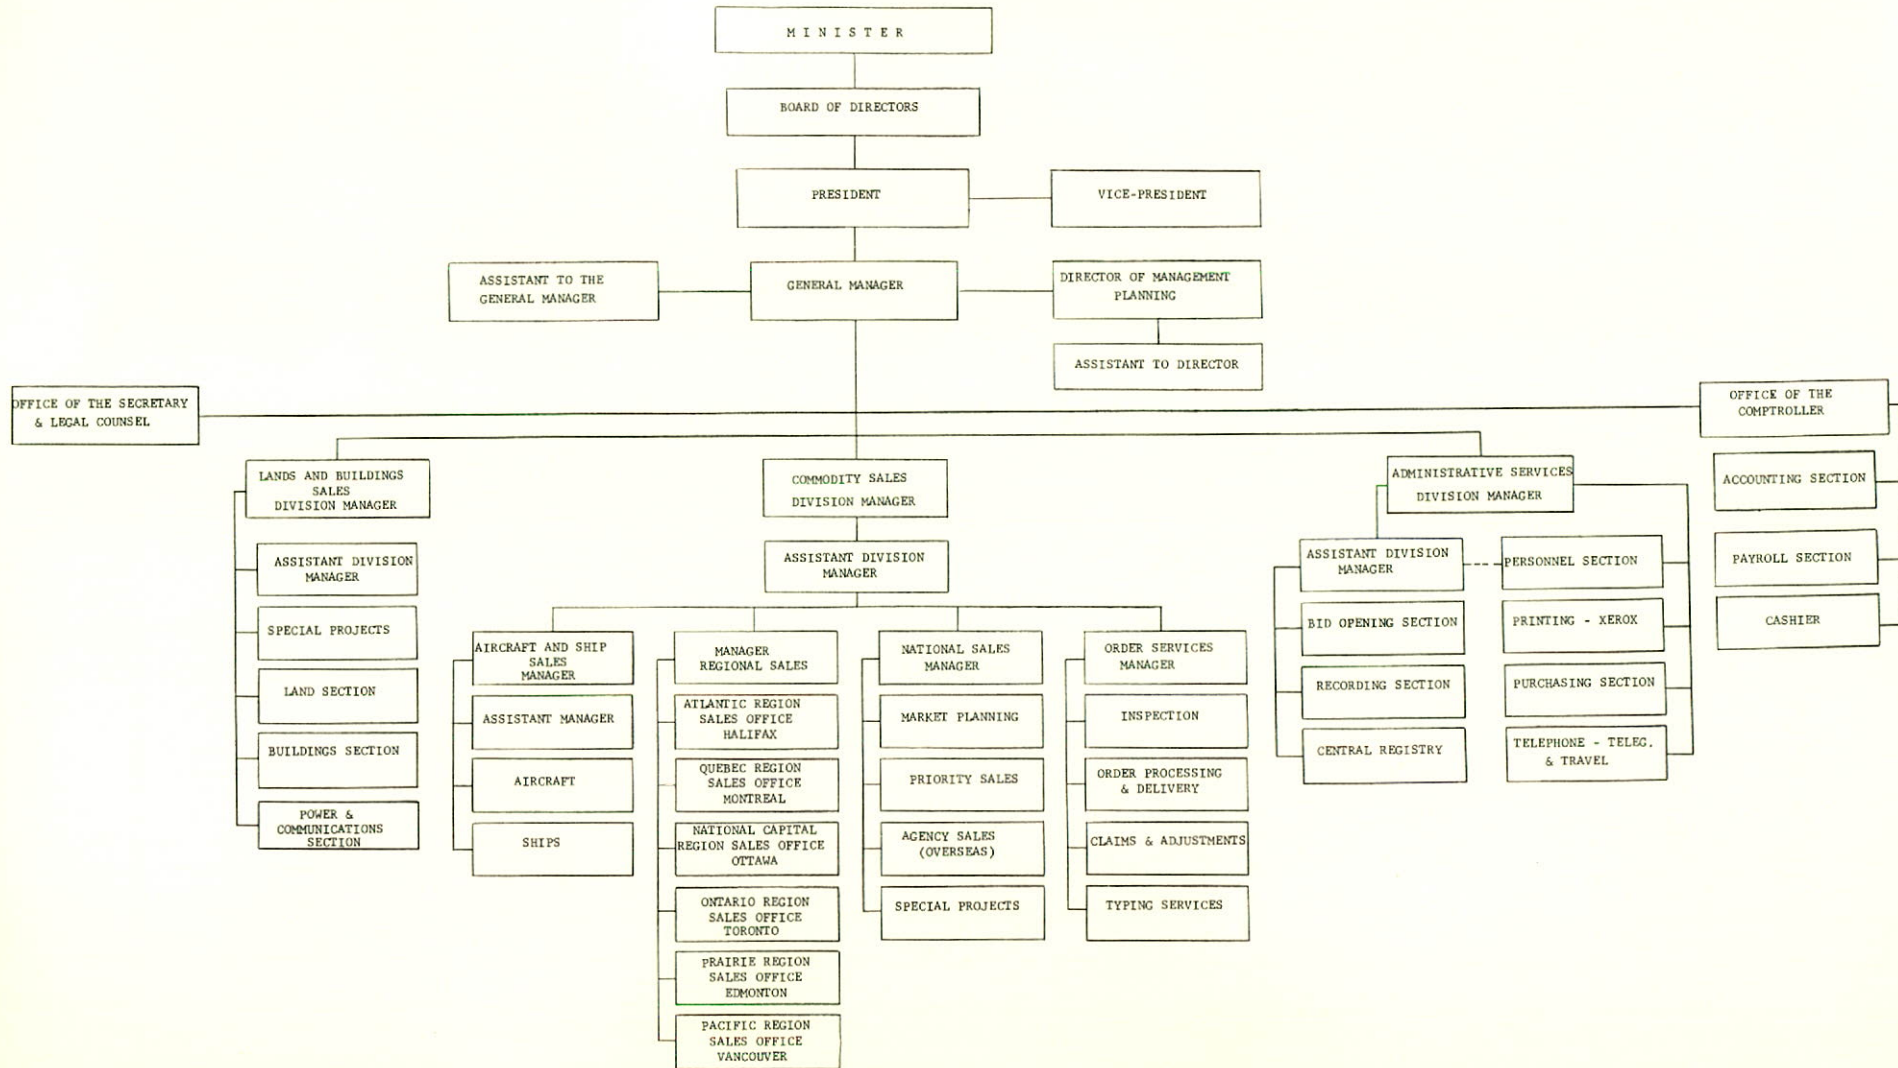 MINISTER
BOARD OF DIRECTORS
PRESIDENT
VICE-PRESIDENT
ASSISTANT TO THE
GENERAL MANAGER
GENERAL MANAGER
DIRECTOR OF MANAGEMENT
PLANNING
ASSISTANT TO DIRECTOR
OFFICE OF THE SECRETARY
& LEGAL COUNSEL
OFFICE OF THE
COMPTROLLER
LANDS AND BUILDINGS
SALES
DIVISION MANAGER
ASSISTANT DIVISION
MANAGER
SPECIAL PROJECTS
LAND SECTION
BUILDINGS SECTION
POWER &
COMMUNICATIONS
SECTION
COMMODITY SALES
DIVISION MANAGER
ASSISTANT DIVISION
MANAGER
AIRCRAFT AND SHIP
SALES
MANAGER
ASSISTANT MANAGER
AIRCRAFT
SHIPS
MANAGER
REGIONAL SALES
ATLANTIC REGION
SALES OFFICE
HALIFAX
QUEBEC REGION
SALES OFFICE
MONTREAL
NATIONAL CAPITAL
REGION SALES OFFICE
OTTAWA
ONTARIO REGION
SALES OFFICE
TORONTO
PRAIRIE REGION
SALES OFFICE
EDMONTON
PACIFIC REGION
SALES OFFICE
VANCOUVER
NATIONAL SALES
MANAGER
MARKET PLANNING
PRIORITY SALES
AGENCY SALES
(OVERSEAS)
SPECIAL PROJECTS
ORDER SERVICES
MANAGER
INSPECTION
ORDER PROCESSING
& DELIVERY
CLAIMS & ADJUSTMENTS
TYPING SERVICES
ADMINISTRATIVE SERVICES
DIVISION MANAGER
ASSISTANT DIVISION
MANAGER
BID OPENING SECTION
RECORDING SECTION
CENTRAL REGISTRY
PERSONNEL SECTION
PRINTING - XEROX
PURCHASING SECTION
TELEPHONE - TELEG.
& TRAVEL
ACCOUNTING SECTION
PAYROLL SECTION
CASHIER